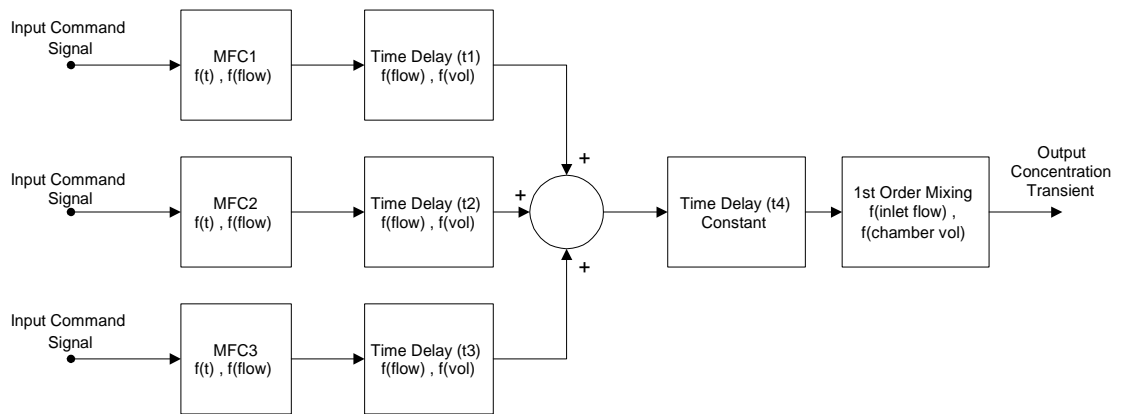 Input Command
Signal
MFC1
f(t) , f(flow)
Time Delay (t1)
f(flow) , f(vol)
+
Input Command
Signal
MFC2
f(t) , f(flow)
Time Delay (t2)
f(flow) , f(vol)
+
Time Delay (t4)
Constant
1st Order Mixing
f(inlet flow) ,
f(chamber vol)
Output
Concentration
Transient
Input Command
Signal
MFC3
f(t) , f(flow)
Time Delay (t3)
f(flow) , f(vol)
+